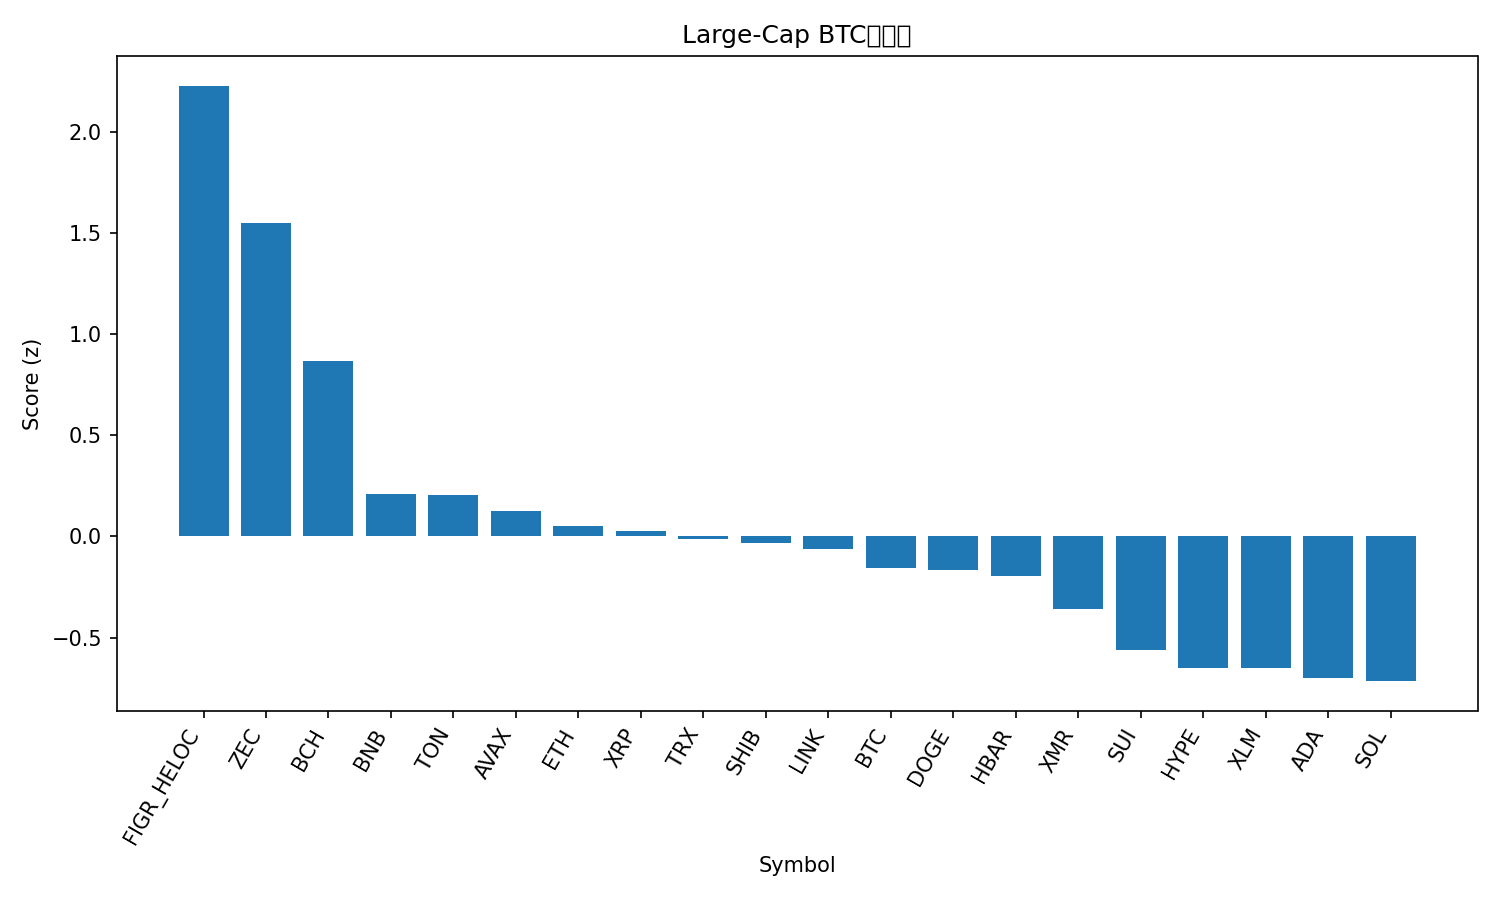 Large-Cap BTC
2.0
1.5
1.0
0.5
0.0
−0.5
Score (z)
FIGR_HELOC
ZEC
BCH
BNB
TON
AVAX
ETH
XRP
TRX
SHIB
LINK
BTC
DOGE
HBAR
XMR
SUI
HYPE
XLM
ADA
SOL
Symbol